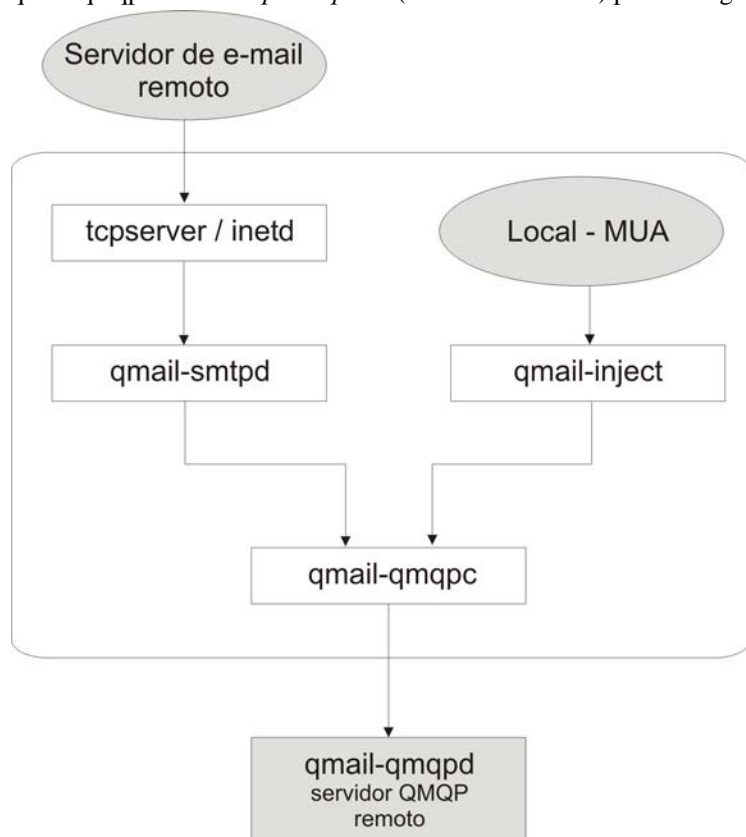 Servidor de e-mail
remoto
tcpserver / inetd
Local - MUA
qmail-smtpd
qmail-inject
qmail-qmqpc
qmail-qmqpd
servidor QMQP
remoto